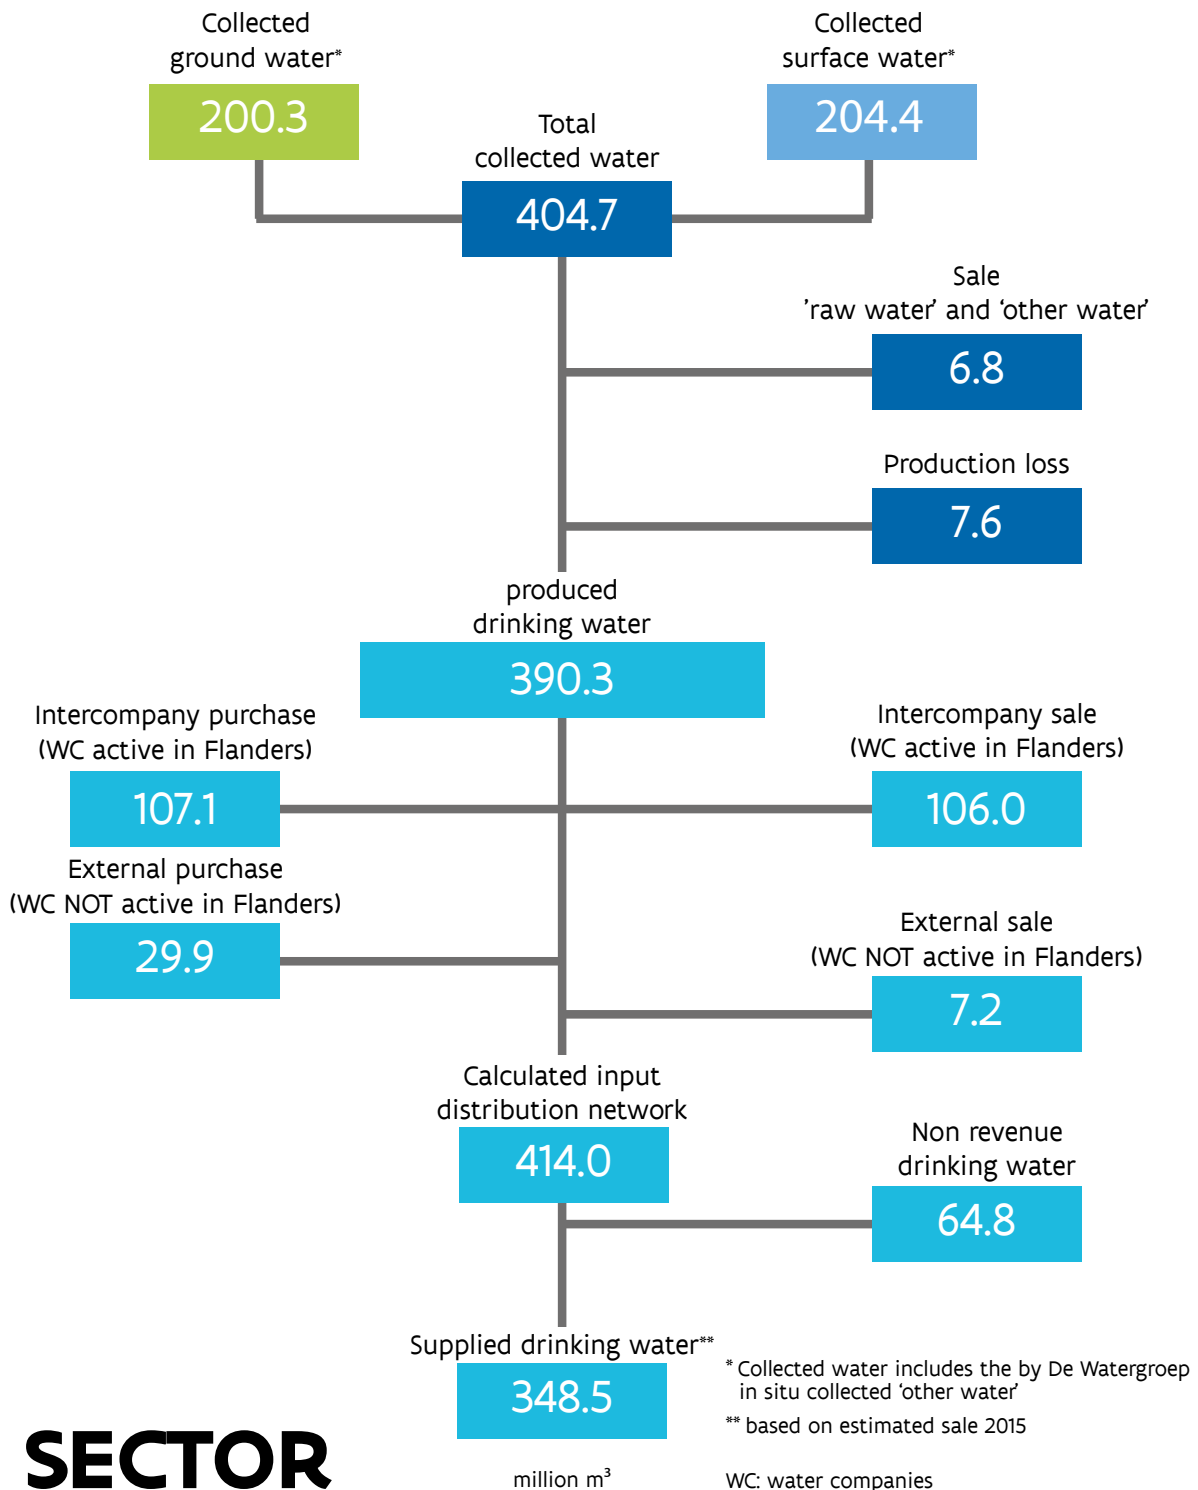 Collected
ground water*
200.3
Collected
surface water*
204.4
Total
collected water
404.7
Sale
’raw water’ and ‘other water’
6.8
Production loss
7.6
produced
drinking water
390.3
Intercompany purchase
(WC active in Flanders)
107.1
Intercompany sale
(WC active in Flanders)
106.0
External purchase
(WC NOT active in Flanders)
29.9
External sale
(WC NOT active in Flanders)
7.2
Calculated input
distribution network
414.0
Non revenue
drinking water
64.8
Supplied drinking water**
348.5
* Collected water includes the by De Watergroep
in situ collected ‘other water’
** based on estimated sale 2015
SECTOR
million m³
WC: water companies